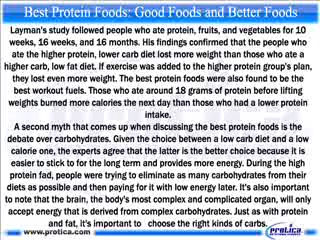 Best Protein Foods: Good Foods and Better Foods
Layman's study followed people who ate protein, fruits, and vegetables for 10
weeks, 16 weeks, and 16 months. His findings confirmed that the people who
ate the higher protein, lower carb diet lost more weight than those who ate a
higher carb, low fat diet. If exercise was added to the higher protein group's plan,
they lost even more weight. The best protein foods were also found to be the
best workout fuels. Those who ate around 18 grams of protein before lifting
weights burned more calories the next day than those who had a lower protein
intake.
A second myth that comes up when discussing the best protein foods is the
debate over carbohydrates. Given the choice between a low carb diet and a low
calorie one, the experts agree that the latter is the better choice because it is
easier to stick to for the long term and provides more energy. During the high
protein fad, people were trying to eliminate as many carbohydrates from their
diets as possible and then paying for it with low energy later. It's also important
to note that the brain, the body's most complex and complicated organ, will only
accept energy that is derived from complex carbohydrates. Just as with protein
and fat, it's important to choose the right kinds of carbs.
www.protica.com
protica